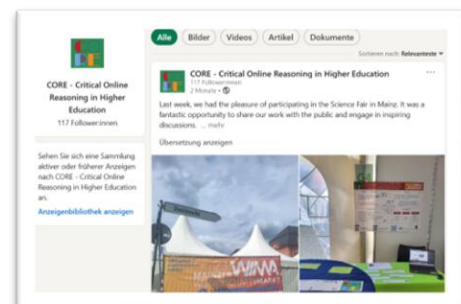 Alle
Bilder
Videos
Artikel
Dokumente
Sortieren nach: Relevanteste
CORE
CORE - Critical Online
Reasoning in Higher
Education
117 Follower:innen
Sehen Sie sich eine Sammlung
aktiver oder früherer Anzeigen
nach CORE - Critical Online
Reasoning in Higher Education
an.
Anzeigenbibliothek anzeigen
CORE - Critical Online Reasoning in Higher Education
117 Follower:innen
2 Monate •
Last week, we had the pleasure of participating in the Science Fair in Mainz. It was a
fantastic opportunity to share our work with the public and engage in inspiring
discussions. ... mehr
Übersetzung anzeigen